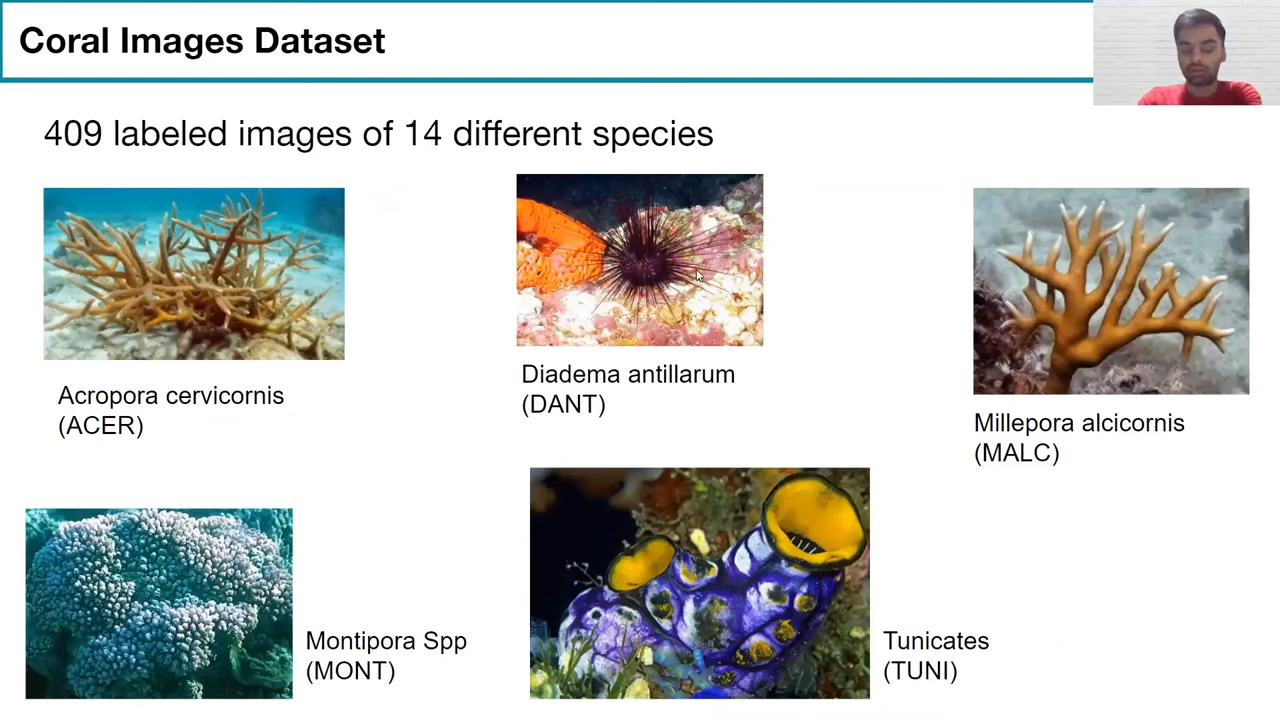 Coral Images Dataset
409 labeled images of 14 different species
Acropora cervicornis
(ACER)
Diadema antillarum
(DANT)
Millepora alcicornis
(MALC)
Montipora Spp
(MONT)
Tunicates
(TUNI)